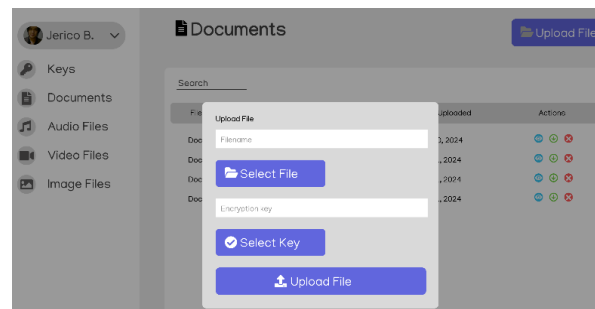 Jerico B.
Documents
Upload File
Keys
Documents
Audio Files
Video Files
Image Files
Search
File
Uploaded
Actions
Upload File
Filename
Select File
Encryption key
Select Key
Upload File
Doc
, 2024
Doc
, 2024
Doc
, 2024
Doc
, 2024